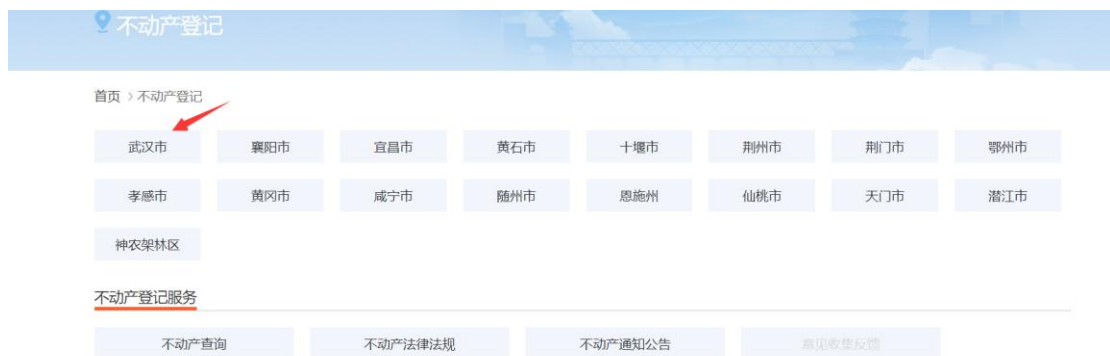 不动产登记
首页 > 不动产登记
武汉市 襄阳市 宜昌市 黄石市 十堰市 荆州市 荆门市 鄂州市
孝感市 黄冈市 咸宁市 随州市 恩施州 仙桃市 天门市 潜江市
神农架林区
不动产登记服务
不动产查询 不动产法律法规 不动产通知公告 意见收集反馈